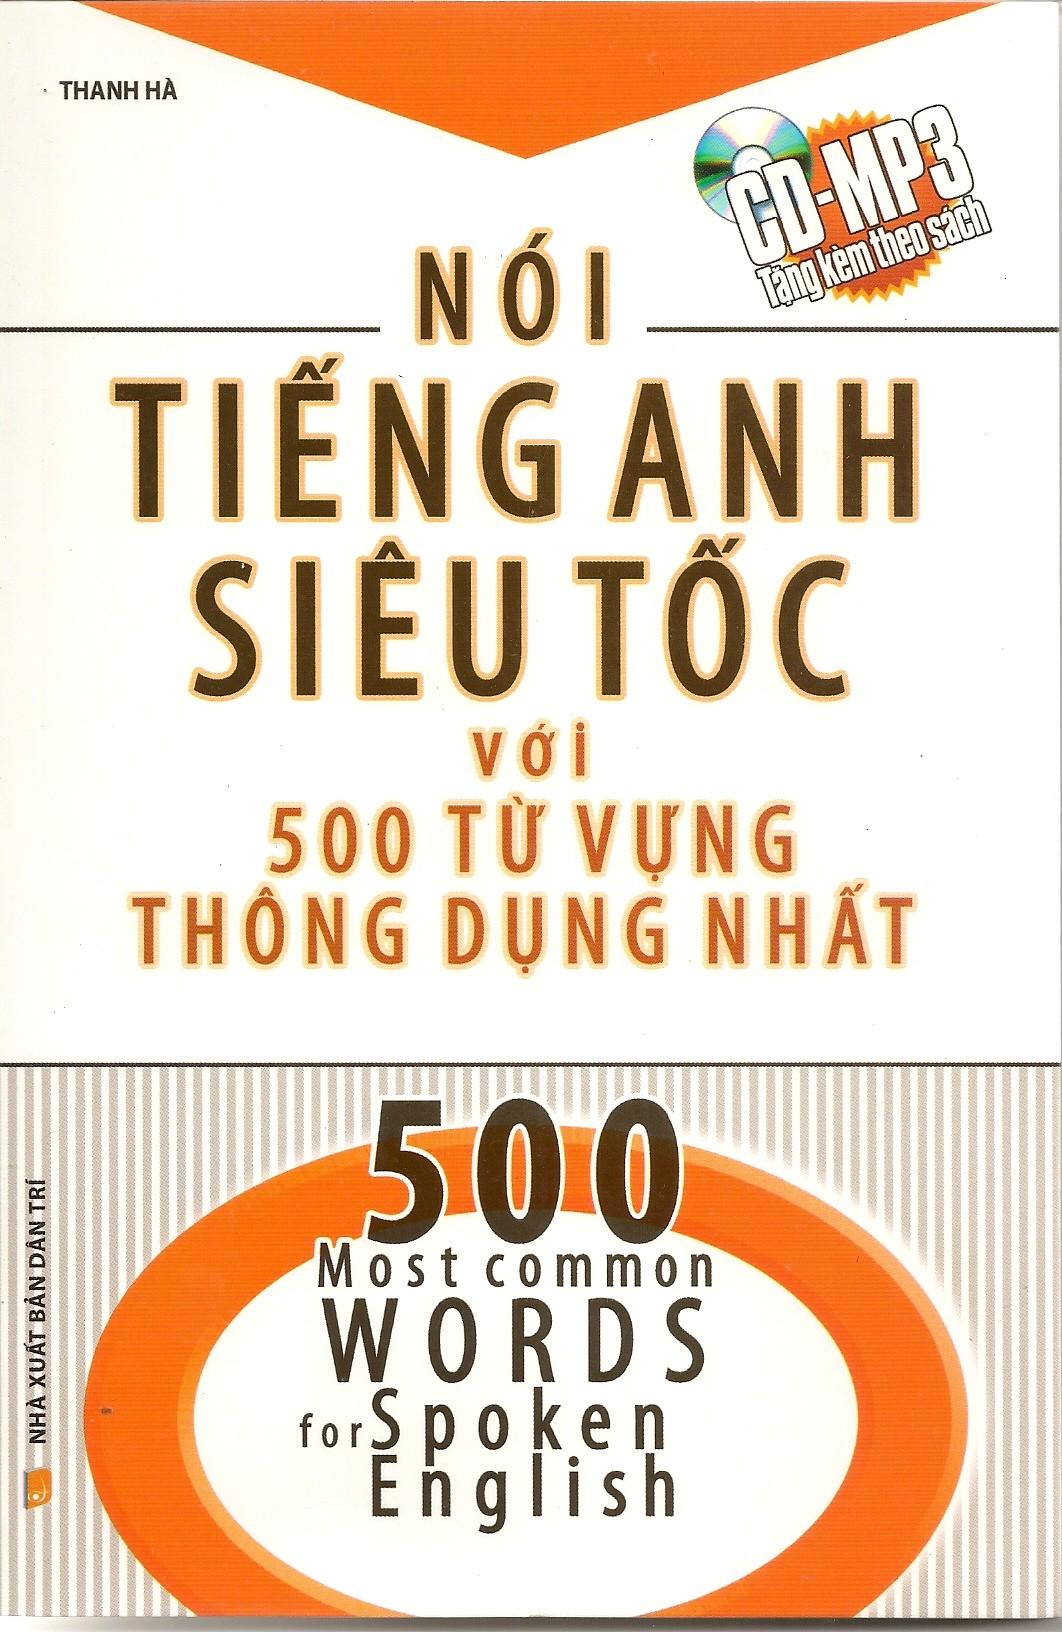 THANH HÀ
CD-MP3
Tặng kèm theo sách
NÓI
TIẾNG ANH
SIÊU TỐC
với
500 TỪ VỰNG
THÔNG DỤNG NHẤT
500
Most common
WORDS
for Spoken
English
NHÀ XUẤT BẢN DÂN TRÍ